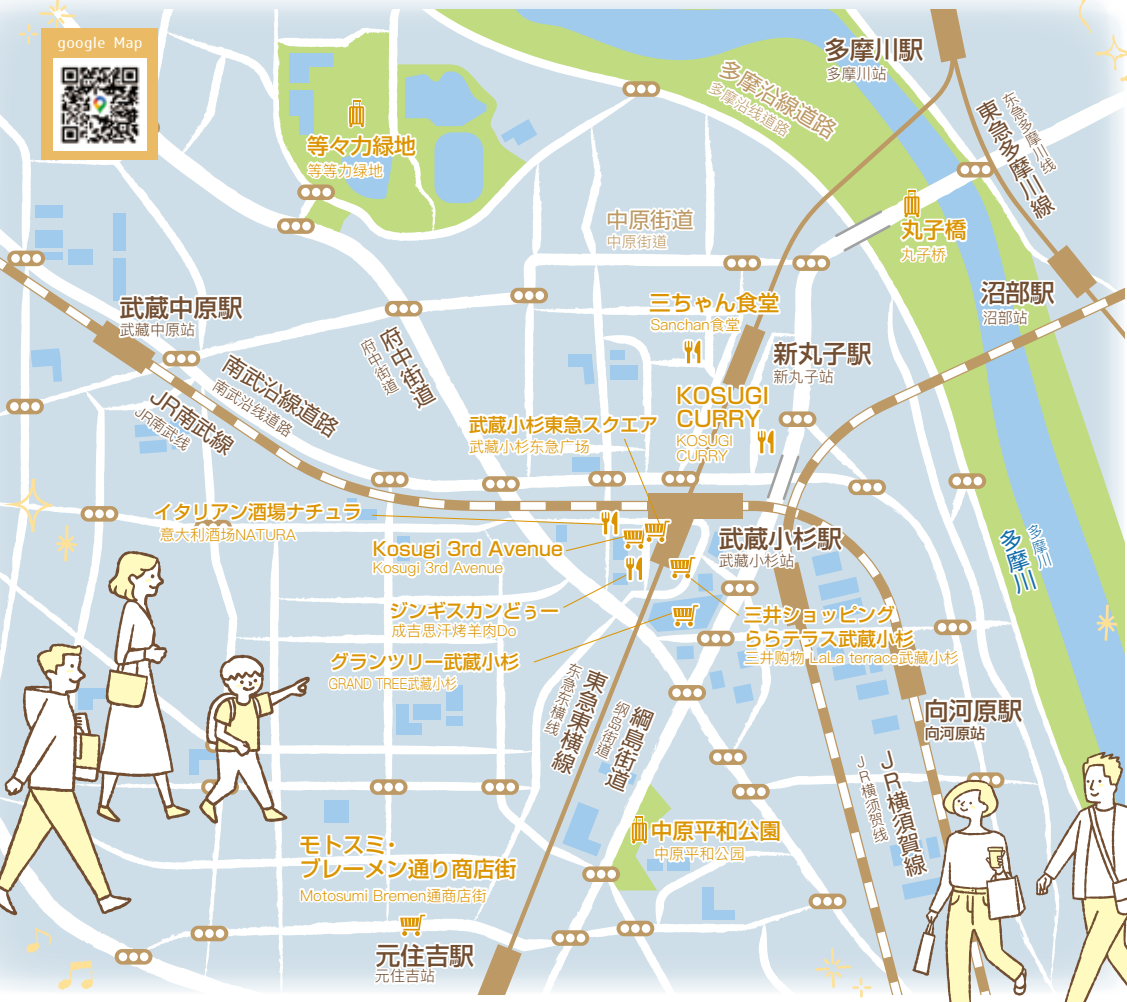 google Map
多摩川駅
多摩川站
多摩沿線道路
多摩沿线道路
东急多摩川线
東急多摩川線
等々力緑地
等等力绿地
中原街道
中原街道
丸子橋
丸子桥
沼部駅
沼部站
武蔵中原駅
武藏中原站
三ちゃん食堂
Sanchan食堂
新丸子駅
新丸子站
府中街道
府中街道
南武沿線道路
南武沿线道路
JR南武線
JR南武线
KOSUGI
CURRY
KOSUGI
CURRY
武蔵小杉東急スクエア
武藏小杉东急广场
イタリアン酒場ナチュラ
意大利酒场NATURA
Kosugi 3rd Avenue
Kosugi 3rd Avenue
武蔵小杉駅
武藏小杉站
多摩川
多摩川
ジンギスカンどぅー
成吉思汗烤羊肉Do
三井ショッピング
ららテラス武蔵小杉
三井购物 LaLa terrace武藏小杉
グランツリー武蔵小杉
GRAND TREE武藏小杉
東急東横線
东急东横线
綱島街道
纲岛街道
向河原駅
向河原站
JR横須賀線
JR横须贺线
中原平和公園
中原平和公园
モトスミ・
ブレーメン通り商店街
Motosumi Bremen通商店街
元住吉駅
元住吉站